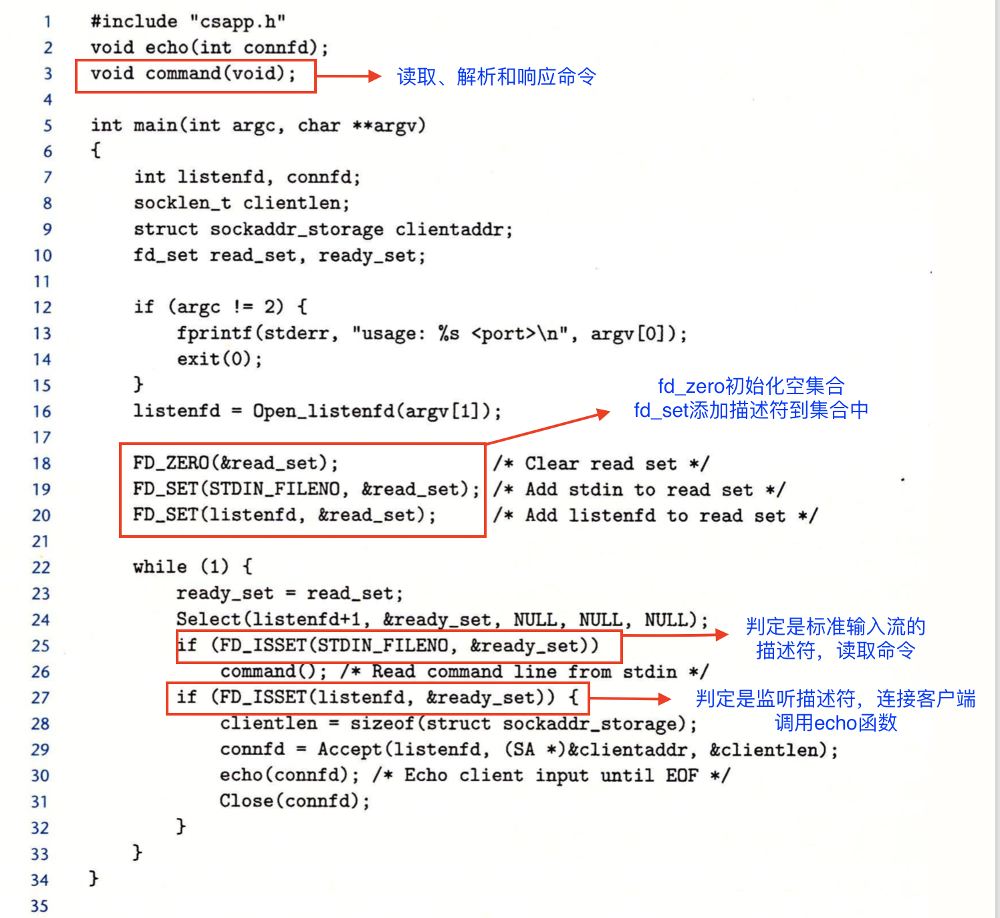 1 #include "csapp.h"
2 void echo(int connfd);
3 void command(void);
读取、解析和响应命令
4
5 int main(int argc, char **argv)
6 {
7 int listenfd, connfd;
8 socklen_t clientlen;
9 struct sockaddr_storage clientaddr;
10 fd_set read_set, ready_set;
11
12 if (argc != 2) {
13 fprintf(stderr, "usage: %s <port>\n", argv[0]);
14 exit(0);
15 }
fd_zero初始化空集合
fd_set添加描述符到集合中
16 listenfd = Open_listenfd(argv[1]);
17
18 FD_ZERO(&read_set); /* Clear read set */
19 FD_SET(STDIN_FILENO, &read_set); /* Add stdin to read set */
20 FD_SET(listenfd, &read_set); /* Add listenfd to read set */
21
22 while (1) {
23 ready_set = read_set;
24 Select(listenfd+1, &ready_set, NULL, NULL, NULL);
判定是标准输入流的
描述符，读取命令
25 if (FD_ISSET(STDIN_FILENO, &ready_set))
26 command(); /* Read command line from stdin */
27 if (FD_ISSET(listenfd, &ready_set)) {
判定是监听描述符，连接客户端
调用echo函数
28 clientlen = sizeof(struct sockaddr_storage);
29 connfd = Accept(listenfd, (SA *)&clientaddr, &clientlen);
30 echo(connfd); /* Echo client input until EOF */
31 Close(connfd);
32 }
33 }
34 }
35